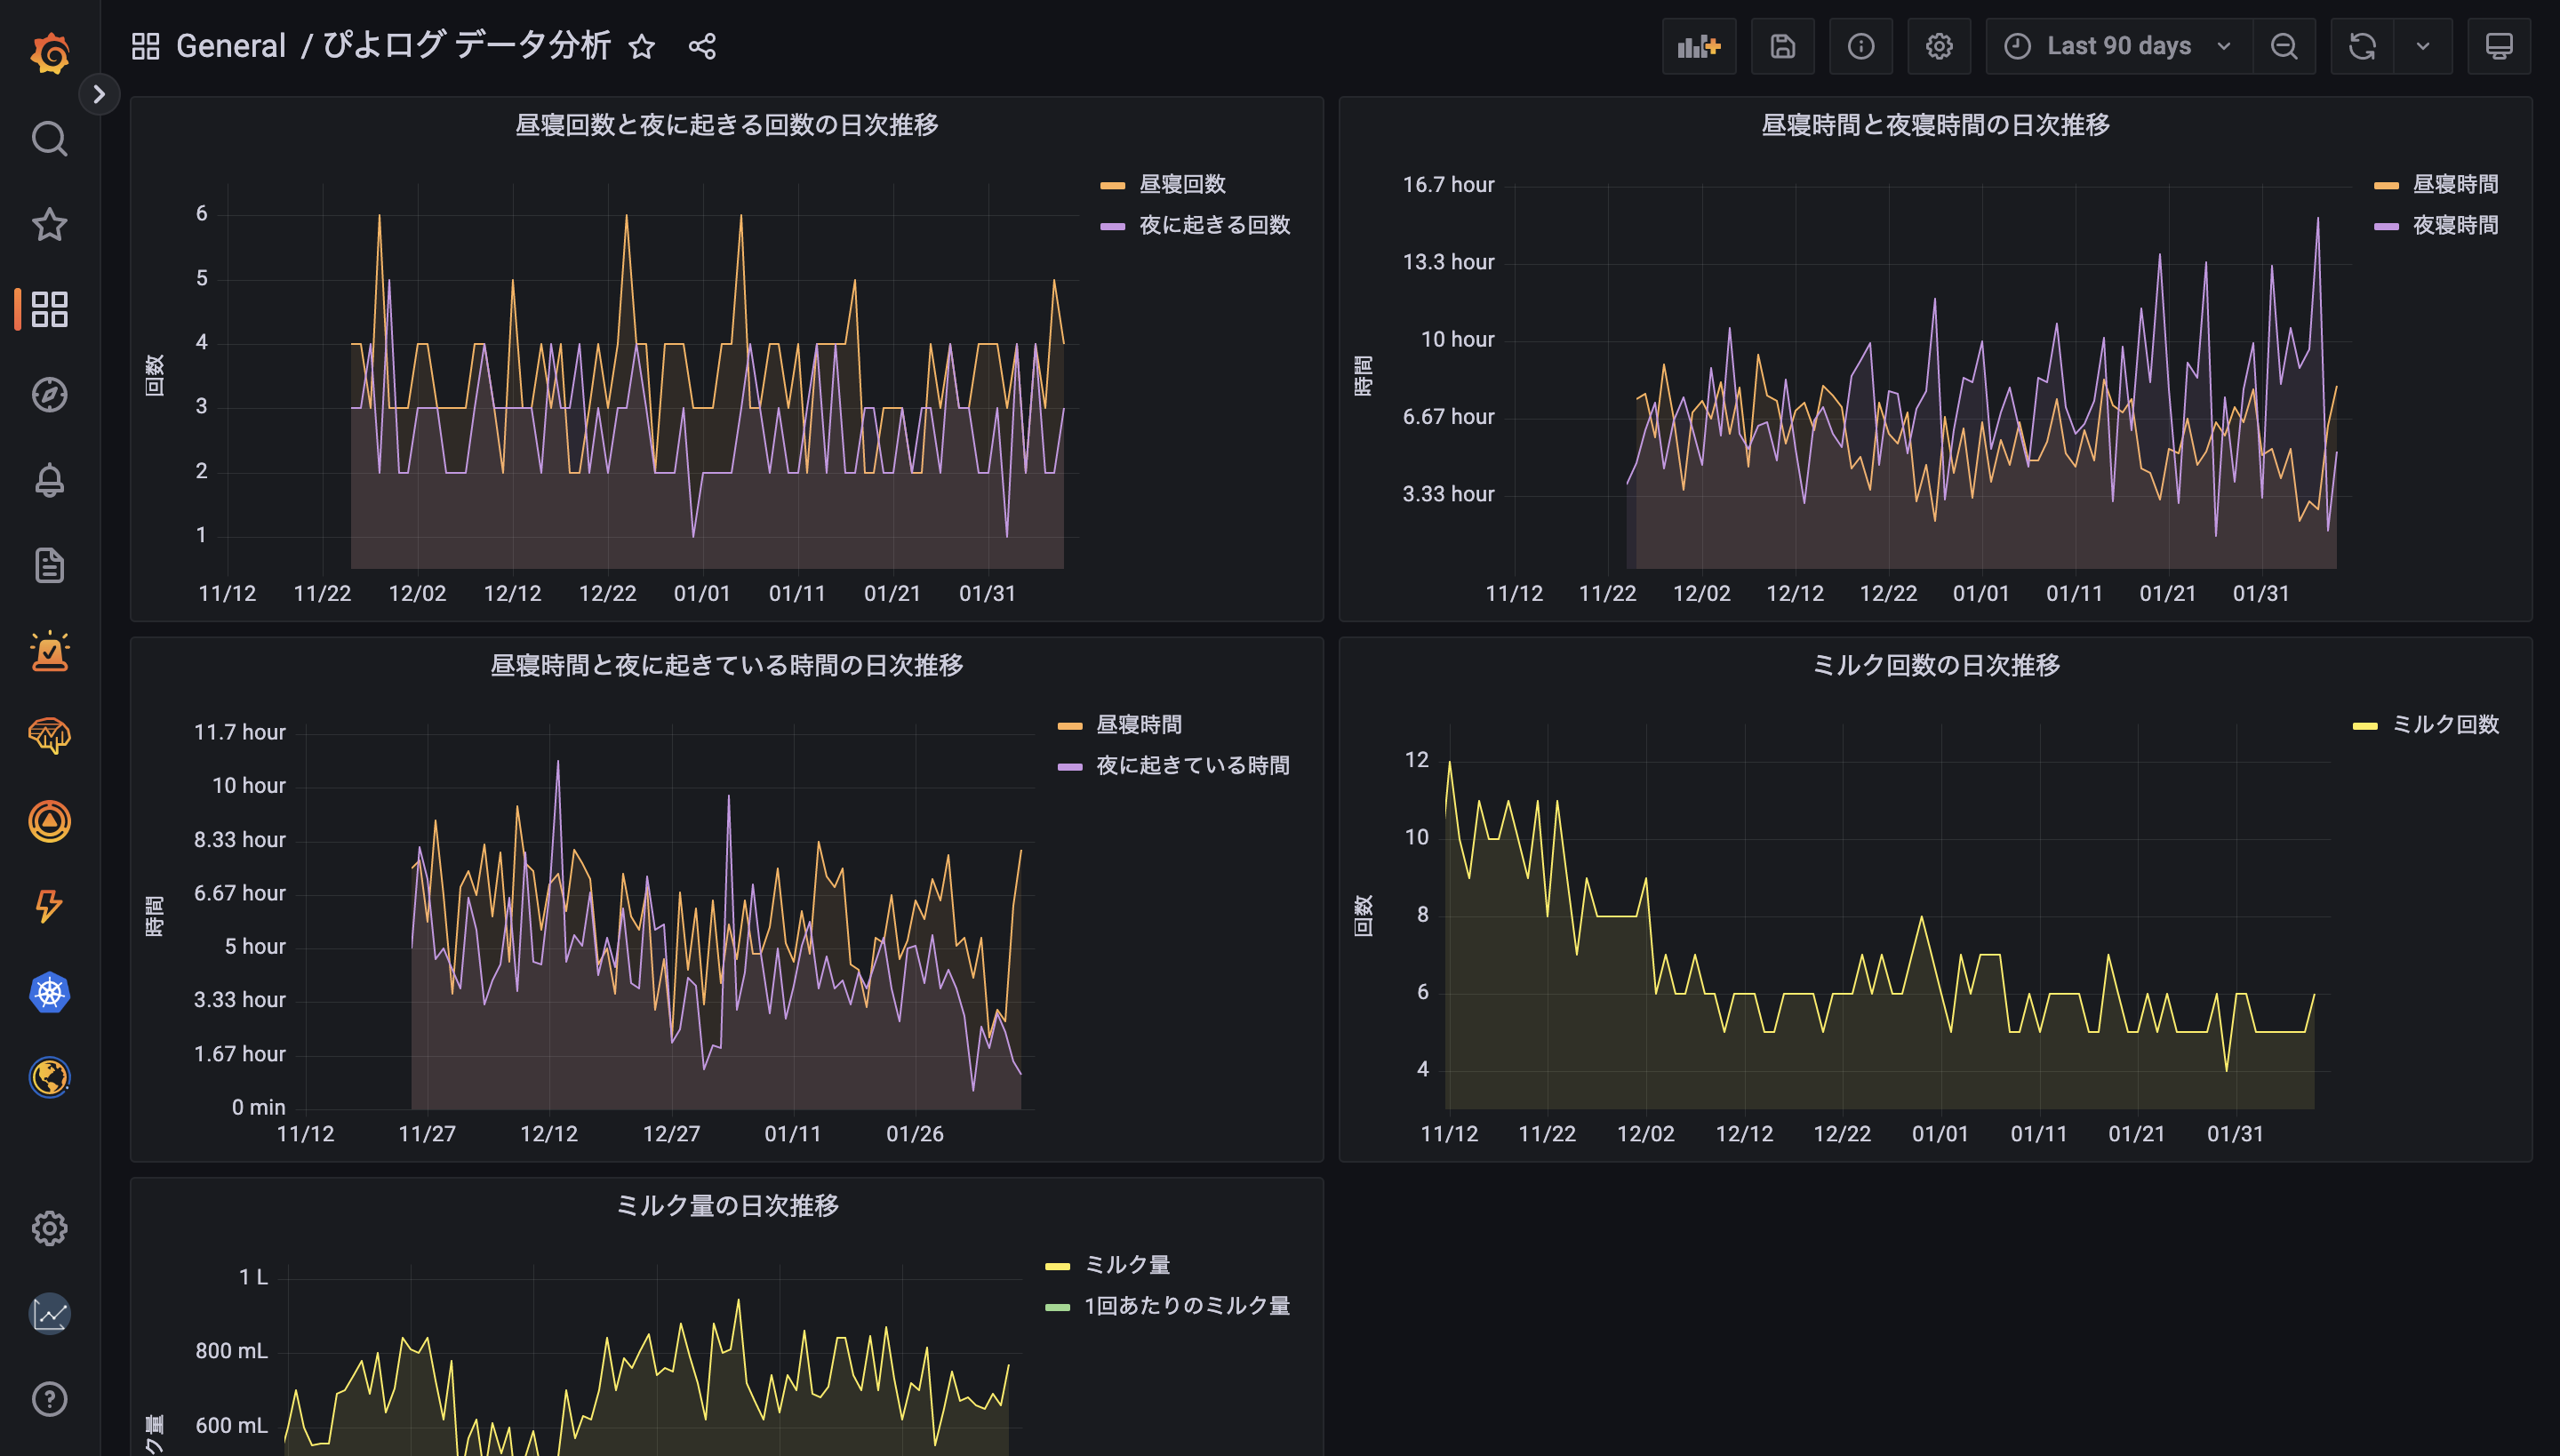 General / ぴよログ データ分析
Last 90 days
昼寝回数と夜に起きる回数の日次推移
昼寝回数
夜に起きる回数
回数
6
5
4
3
2
1
11/12 11/22 12/02 12/12 12/22 01/01 01/11 01/21 01/31
昼寝時間と夜寝時間の日次推移
昼寝時間
夜寝時間
時間
16.7 hour
13.3 hour
10 hour
6.67 hour
3.33 hour
11/12 11/22 12/02 12/12 12/22 01/01 01/11 01/21 01/31
昼寝時間と夜に起きている時間の日次推移
昼寝時間
夜に起きている時間
時間
11.7 hour
10 hour
8.33 hour
6.67 hour
5 hour
3.33 hour
1.67 hour
0 min
11/12 11/27 12/12 12/27 01/11 01/26
ミルク回数の日次推移
ミルク回数
回数
12
10
8
6
4
11/12 11/22 12/02 12/12 12/22 01/01 01/11 01/21 01/31
ミルク量の日次推移
ミルク量
1回あたりのミルク量
ク量
1 L
800 mL
600 mL